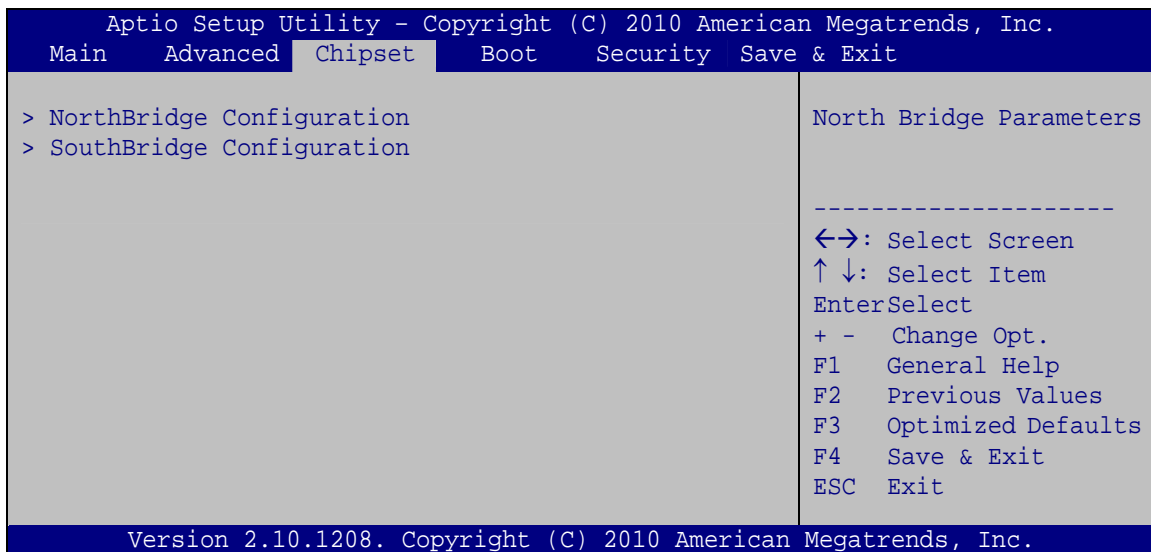 Aptio Setup Utility – Copyright (C) 2010 American Megatrends, Inc.
Main Advanced Chipset Boot Security Save & Exit
> NorthBridge Configuration
> SouthBridge Configuration
North Bridge Parameters
---------------------
←→: Select Screen
↑ ↓: Select Item
EnterSelect
+ - Change Opt.
F1 General Help
F2 Previous Values
F3 Optimized Defaults
F4 Save & Exit
ESC Exit
Version 2.10.1208. Copyright (C) 2010 American Megatrends, Inc.